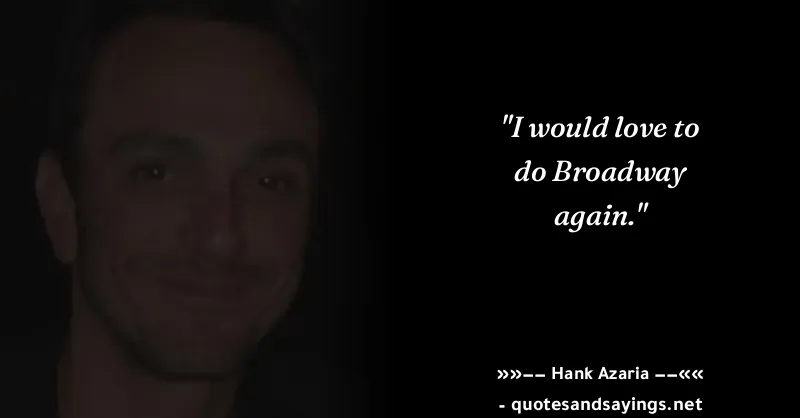 "I would love to
do Broadway
again."
»»−− Hank Azaria −−««
- quotesandsayings.net